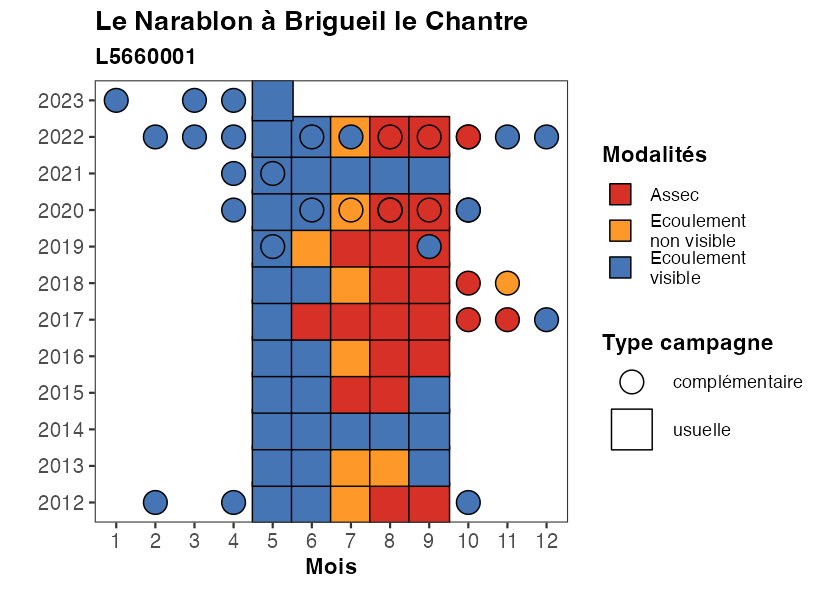 Le Narablon à Brigueil le Chantre
L5660001
2023
2022
2021
2020
2019
2018
2017
2016
2015
2014
2013
2012
1 2 3 4 5 6 7 8 9 10 11 12
Mois
Modalités
Assec
Ecoulement
non visible
Ecoulement
visible
Type campagne
complémentaire
usuelle